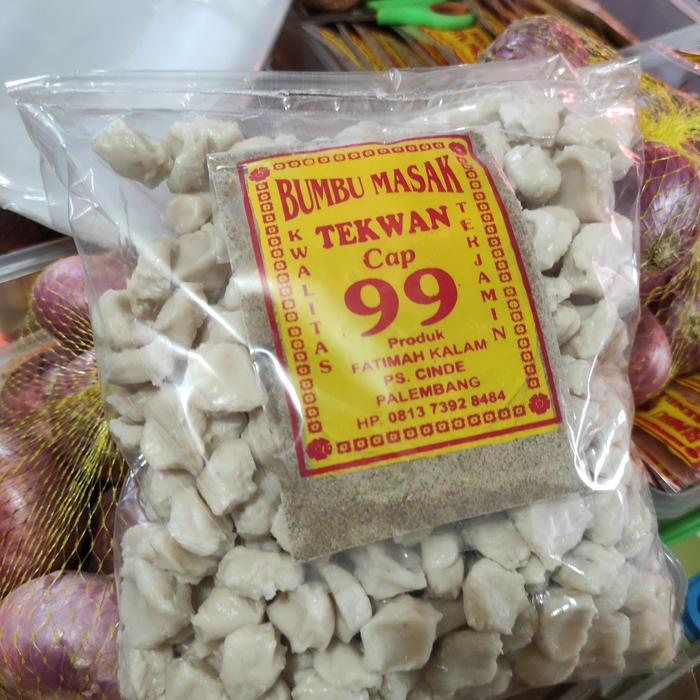 BUMBU MASAK
TEKWAN
Cap
99
KWALITAS
TERJAMIN
Produk
FATIMAH KALAM
PS. CINDE
PALEMBANG
HP. 0813 7392 8484